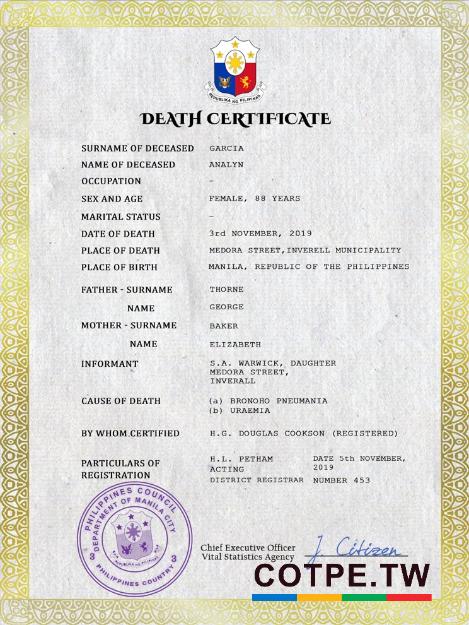 REPUBLIKA NG PILIPINAS
DEATH CERTIFICATE
SURNAME OF DECEASED GARCIA
NAME OF DECEASED ANALYN
OCCUPATION –
SEX AND AGE FEMALE, 88 YEARS
MARITAL STATUS –
DATE OF DEATH 3rd NOVEMBER, 2019
PLACE OF DEATH MEDORA STREET,INVERELL MUNICIPALITY
PLACE OF BIRTH MANILA, REPUBLIC OF THE PHILIPPINES
FATHER - SURNAME THORNE
NAME GEORGE
MOTHER - SURNAME BAKER
NAME ELIZABETH
INFORMANT S.A. WARWICK, DAUGHTER
MEDORA STREET,
INVERALL
CAUSE OF DEATH (a) BRONOHO PNEUMANIA
(b) URAEMIA
BY WHOM.CERTIFIED H.G. DOUGLAS COOKSON (REGISTERED)
PARTICULARS OF REGISTRATION
H.L. PETHAM
ACTING
DISTRICT REGISTRAR
DATE 5th NOVEMBER,
2019
NUMBER 453
PHILIPPINES COUNCIL
DEPARTMENT OF MANILA CITY
3 3
PHILIPPINES COUNTRY
Chief Executive Officer
Vital Statistics Agency
J. Citizen
COTPE.TW